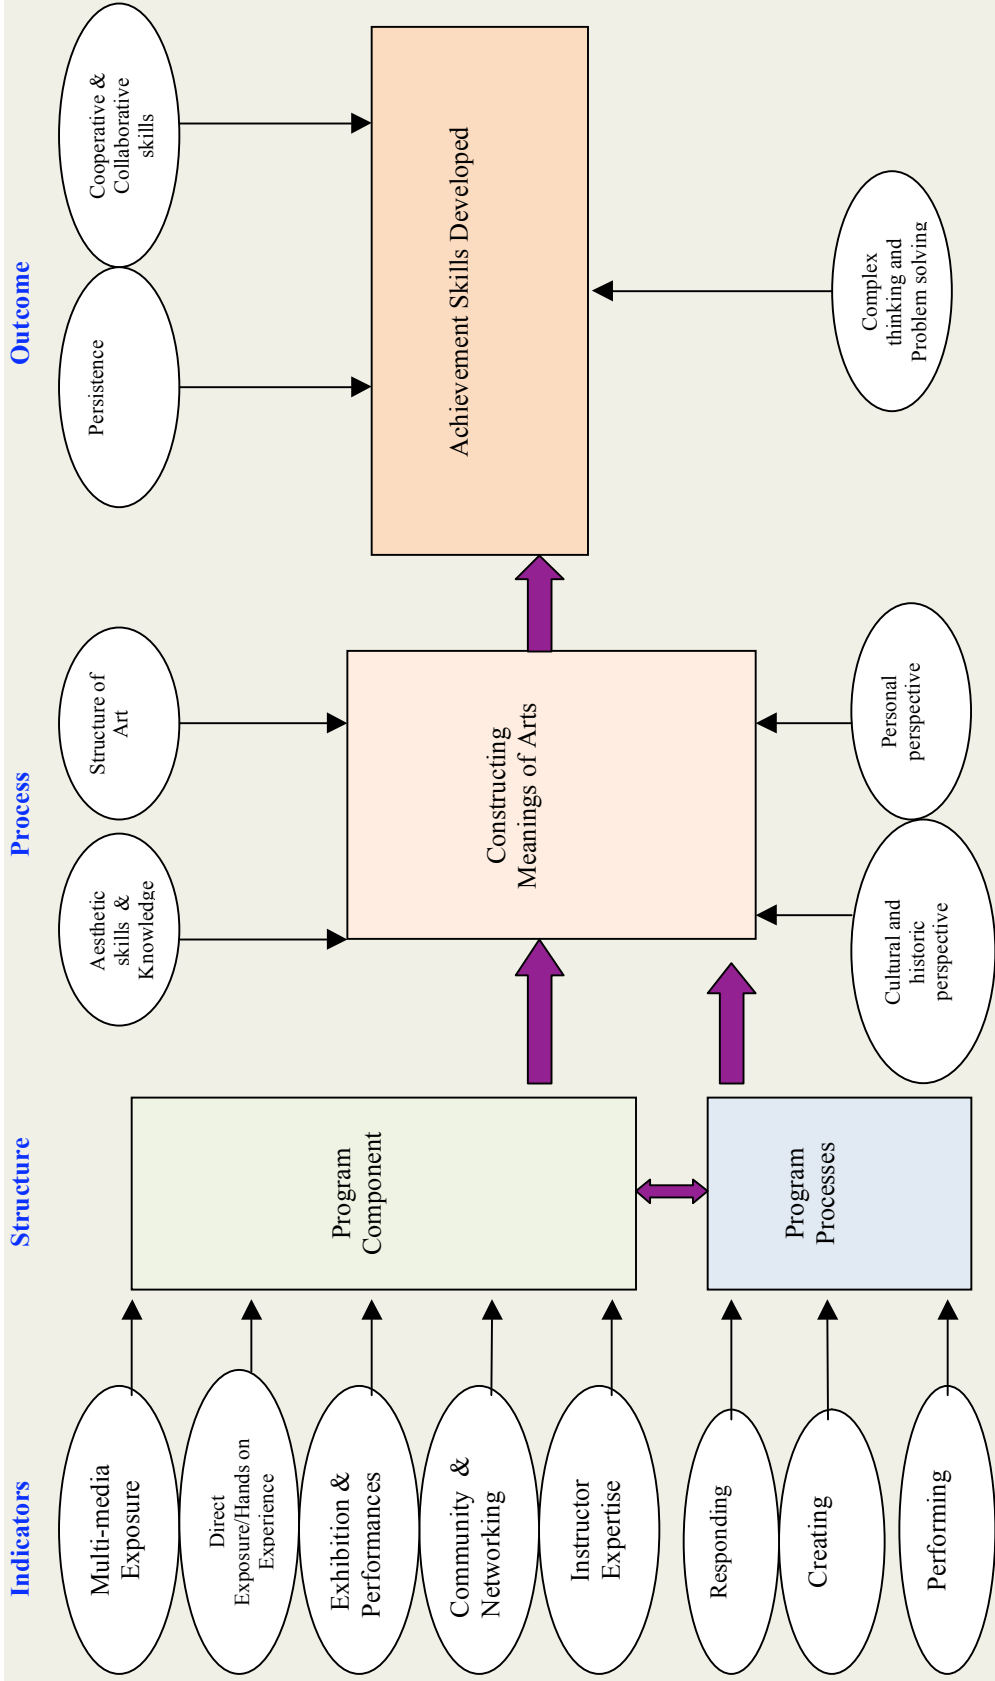 Indicators
Structure
Process
Outcome
Multi-media
Exposure
Direct
Exposure/Hands on
Experience
Exhibition &
Performances
Community &
Networking
Instructor
Expertise
Responding
Creating
Performing
Program
Component
Program
Processes
Aesthetic
skills &
Knowledge
Structure of
Art
Constructing
Meanings of Arts
Cultural and
historic
perspective
Personal
perspective
Persistence
Cooperative &
Collaborative
skills
Achievement Skills Developed
Complex
thinking and
Problem solving